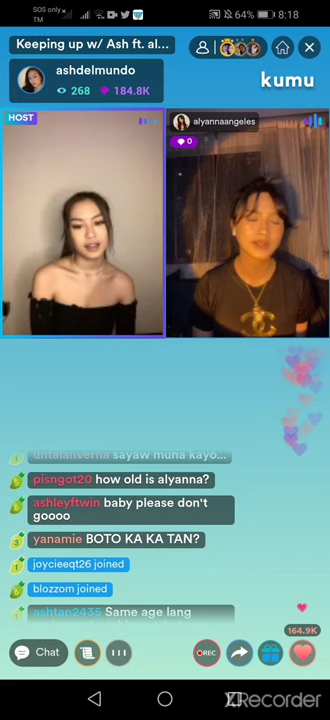 SOS only
TM
64% 8:18
Keeping up w/ Ash ft. al...
ashdelmundo
268 184.8K
kumu
HOST
alyannaangeles
0
untalanverna sayaw muna kayo...
pisngot20 how old is alyanna?
ashleyftwin baby please don't
goooo
3 yanamie BOTO KA KA TAN?
1 joycieeqt26 joined
blozzom joined
ashtan2435 Same age lang
164.9K
Chat
REC
XRecorder